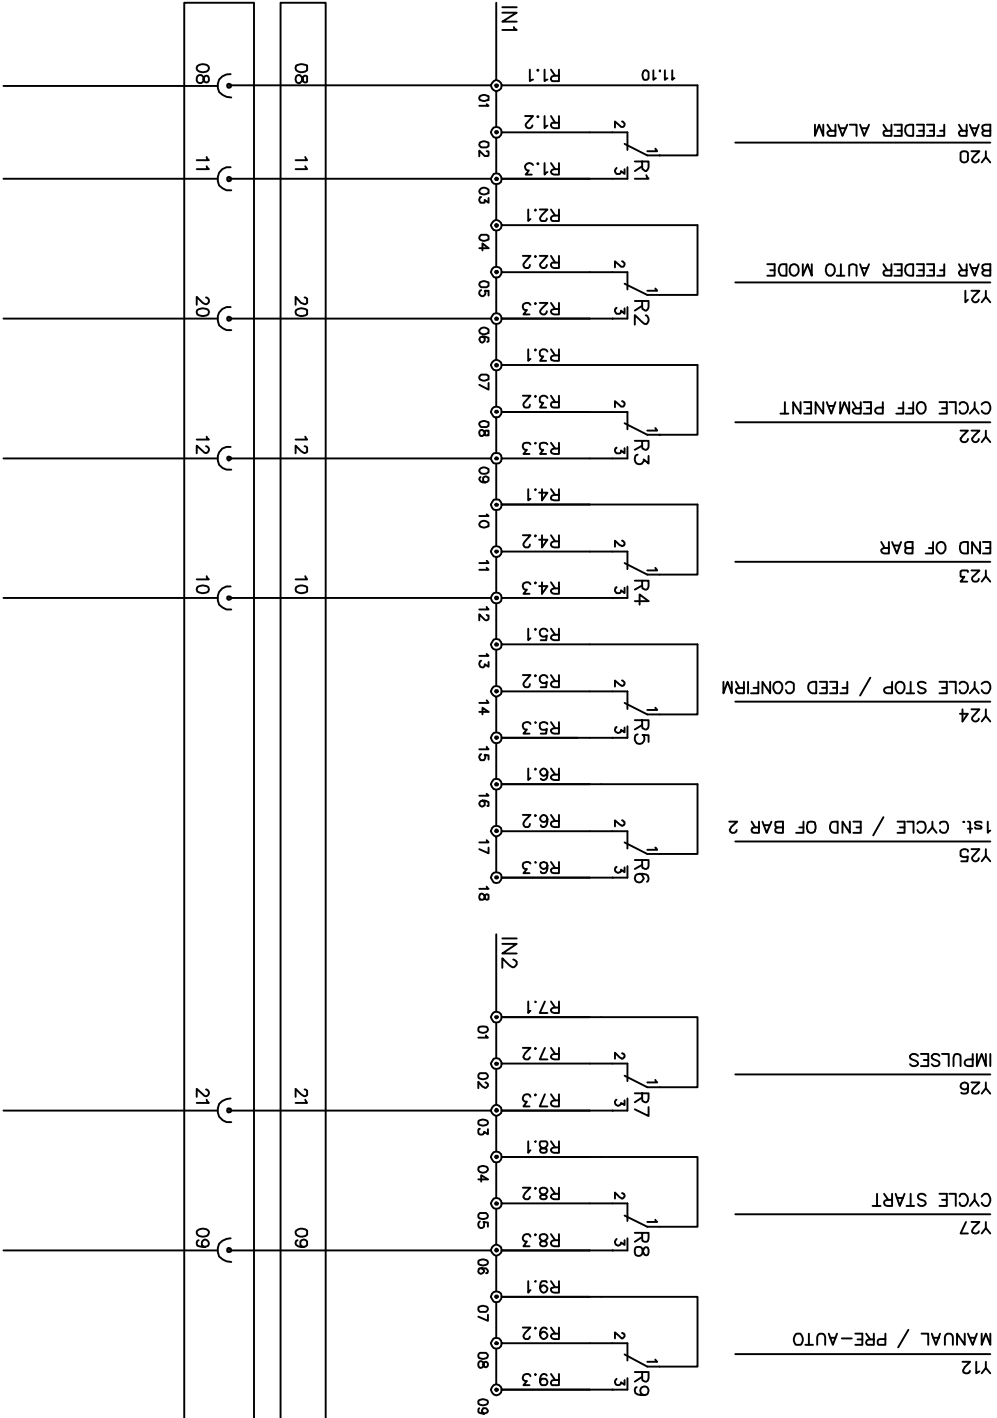 IN1
BAR FEEDER ALARM
Y20
08
08
01
R1.1
11.10
02
R1.2
2
1
R1
11
11
03
R1.3
3
BAR FEEDER AUTO MODE
Y21
04
R2.1
05
R2.2
2
1
R2
20
20
06
R2.3
3
CYCLE OFF PERMANENT
Y22
07
R3.1
08
R3.2
2
1
R3
12
12
09
R3.3
3
END OF BAR
Y23
10
R4.1
11
R4.2
2
1
R4
10
10
12
R4.3
3
CYCLE STOP / FEED CONFIRM
Y24
13
R5.1
14
R5.2
2
1
R5
15
R5.3
3
1st. CYCLE / END OF BAR 2
Y25
16
R6.1
17
R6.2
2
1
R6
18
R6.3
3
IN2
IMPULSES
Y26
01
R7.1
02
R7.2
2
1
R7
21
21
03
R7.3
3
CYCLE START
Y27
04
R8.1
05
R8.2
2
1
R8
09
09
06
R8.3
3
MANUAL / PRE-AUTO
Y12
07
R9.1
08
R9.2
2
1
R9
09
R9.3
3